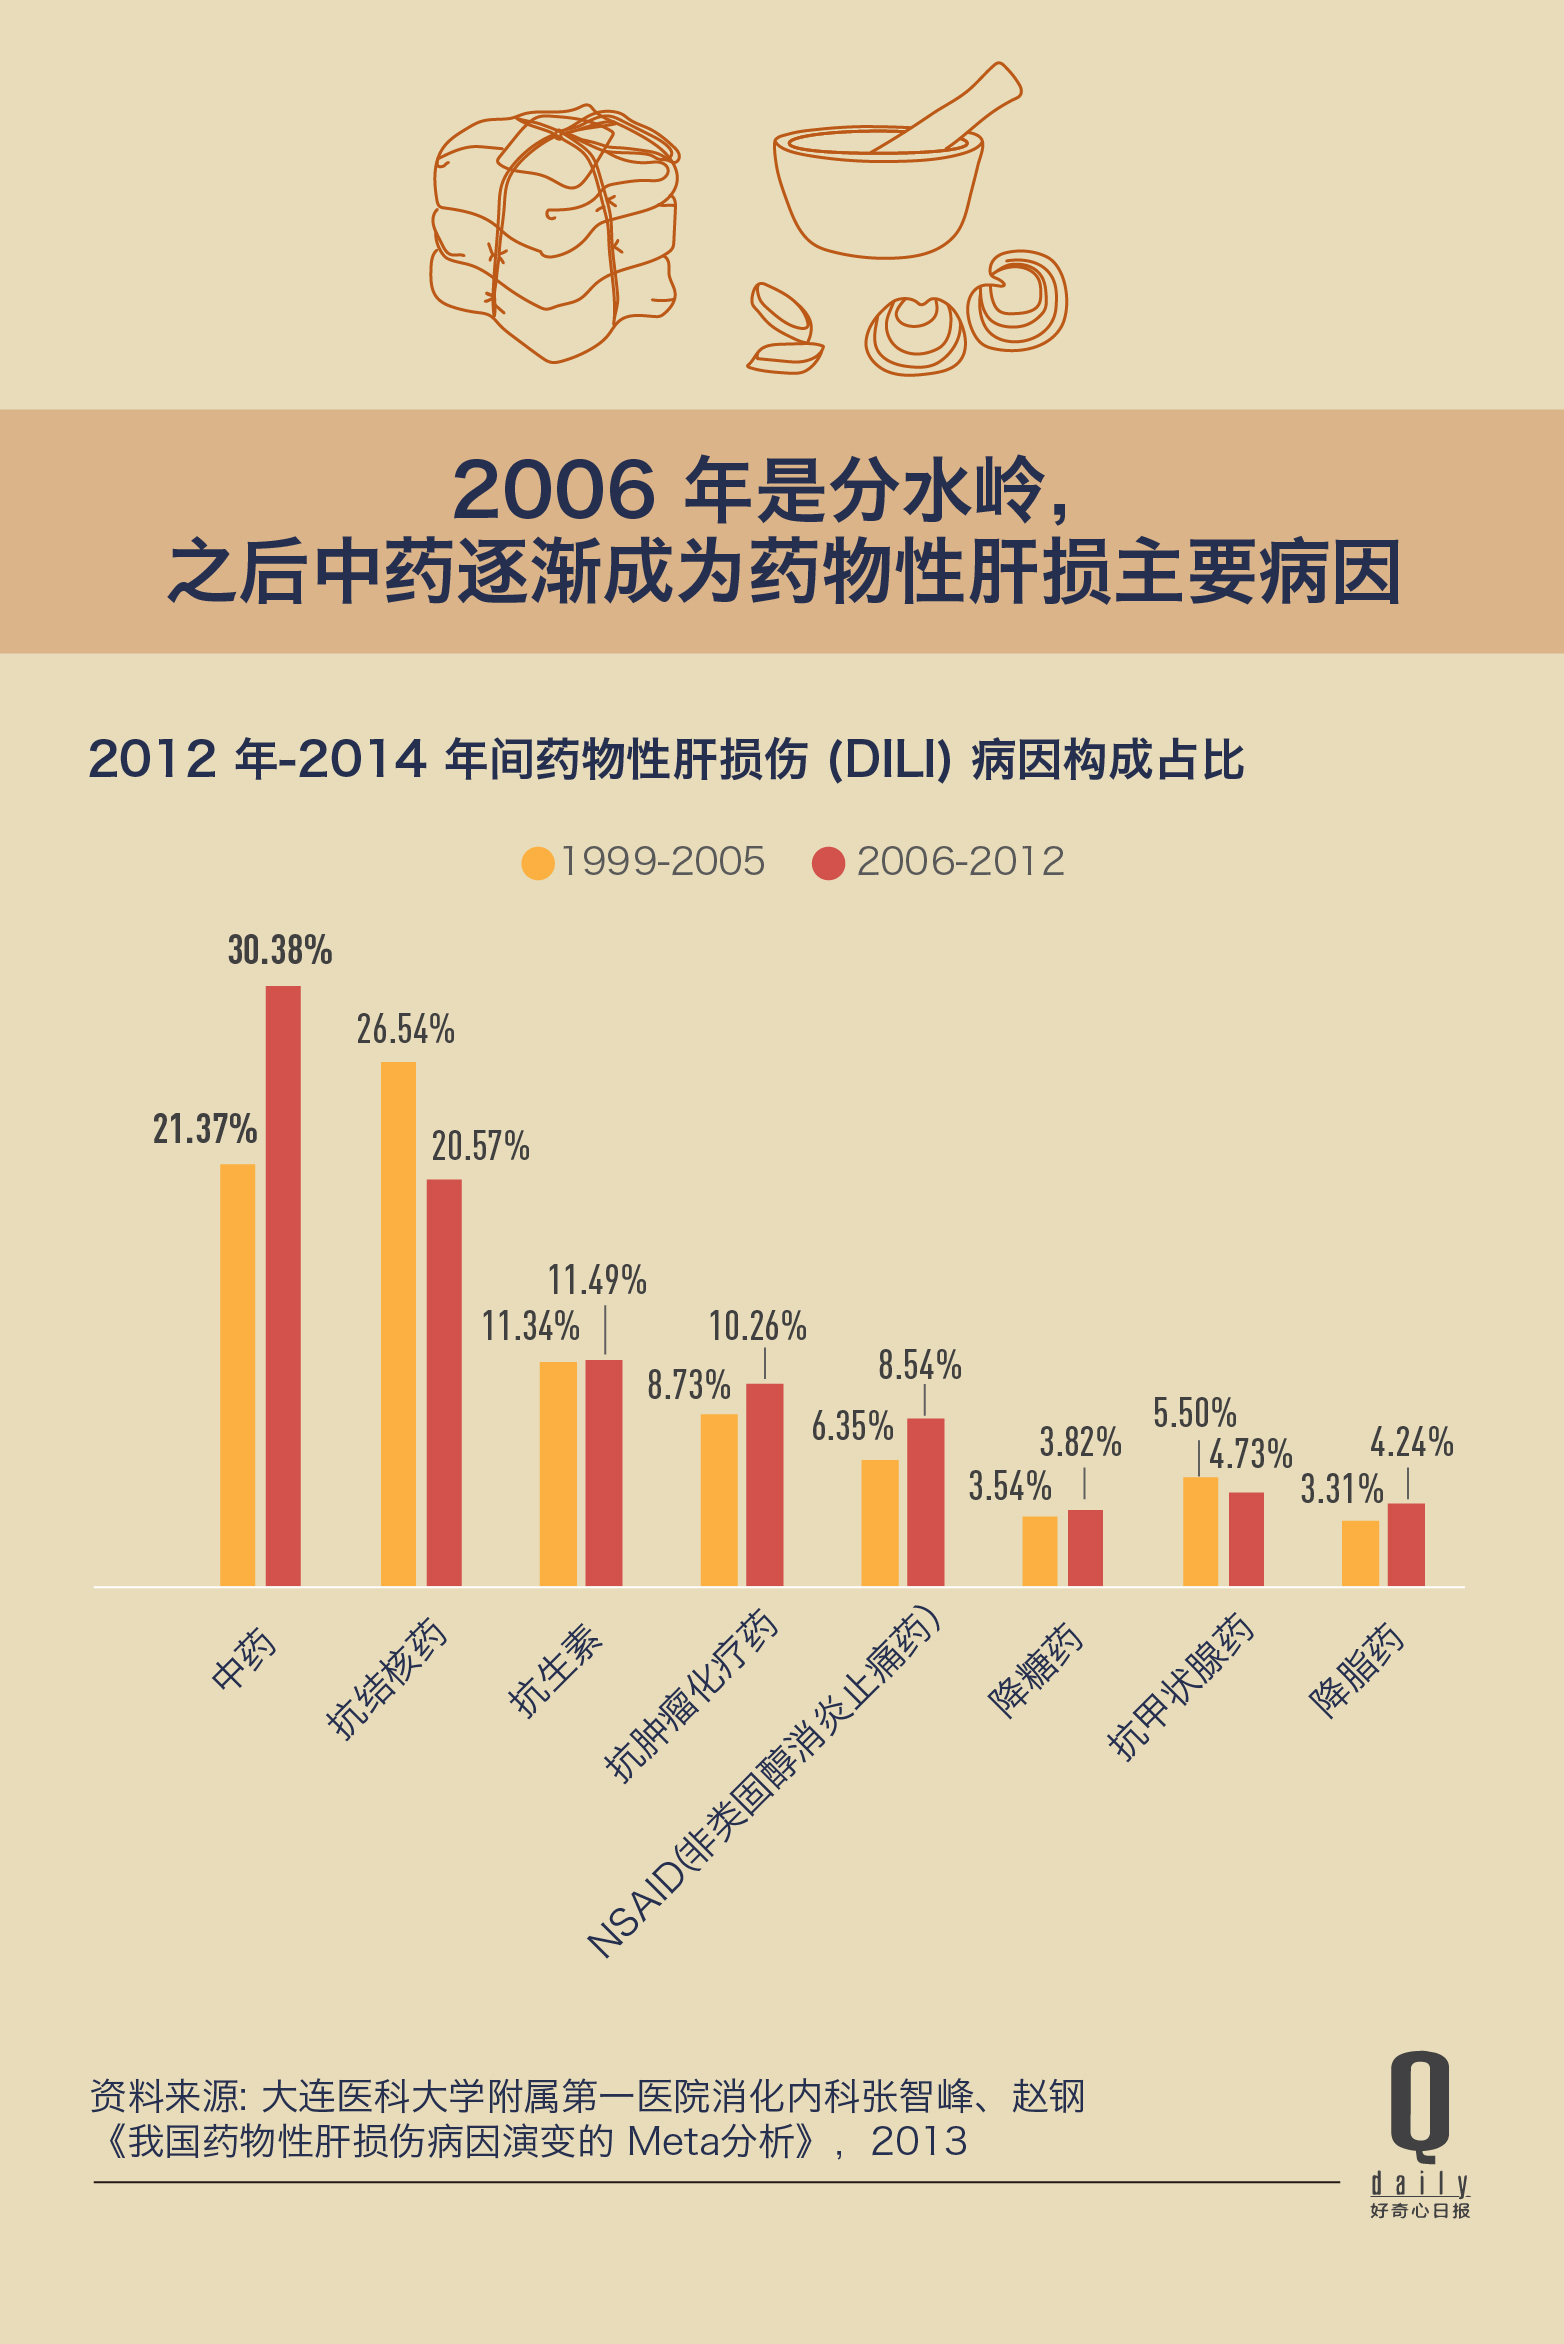 2006 年是分水岭，
之后中药逐渐成为药物性肝损主要病因
2012 年-2014 年间药物性肝损伤 (DILI) 病因构成占比
1999-2005 2006-2012
30.38%
26.54%
21.37%
20.57%
11.49%
11.34%
10.26%
8.73%
8.54%
6.35%
5.50%
3.82%
4.73%
4.24%
3.54%
3.31%
中药
抗结核药
抗生素
抗肿瘤化疗药
NSAID(非类固醇消炎止痛药)
降糖药
抗甲状腺药
降脂药
资料来源: 大连医科大学附属第一医院消化内科张智峰、赵钢
《我国药物性肝损伤病因演变的 Meta分析》, 2013
Q
daily
好奇心日报